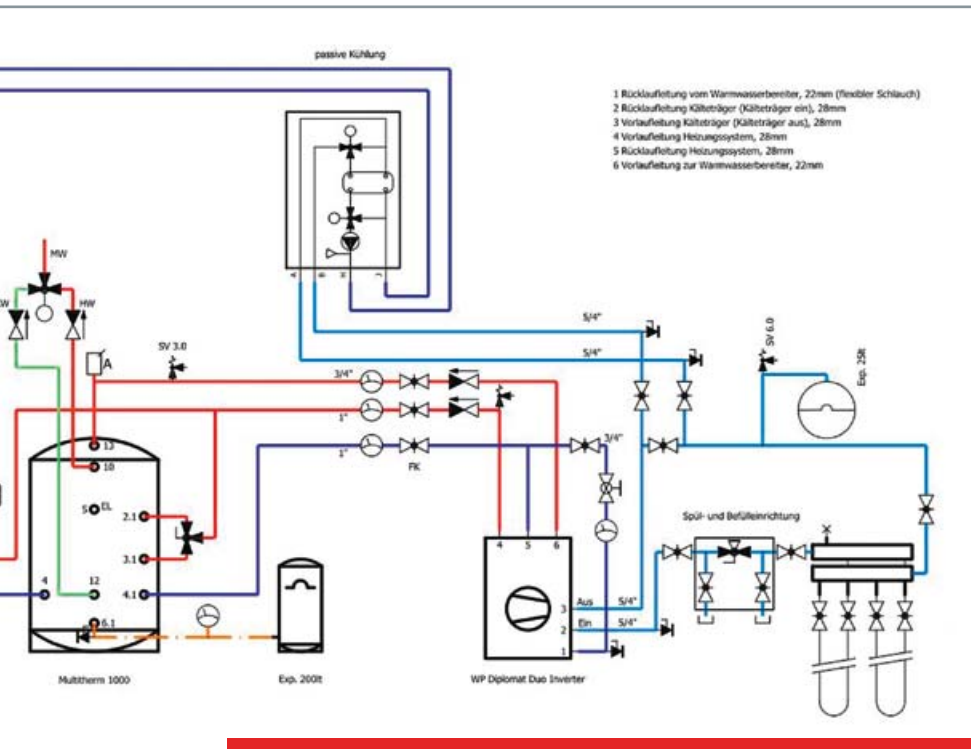 passive Kühlung
1 Rücklaufleitung vom Warmwasserbereiter, 22mm (flexibler Schlauch)
2 Rücklaufleitung Kälteträger (Kälteträger ein), 28mm
3 Vorlaufleitung Kälteträger (Kälteträger aus), 28mm
4 Vorlaufleitung Heizungssystem, 28mm
5 Rücklaufleitung Heizungssystem, 28mm
6 Vorlaufleitung zur Warmwasserbereiter, 22mm
MW
HW
A B H J
5/4"
5/4"
SV 3.0
SV 6.0
Exp. 25lt
A
3/4"
1"
1"
FK
3/4"
13
10
5 EL
2.1
3.1
4
12
4.1
6.1
4 5 6
Spül- und Befülleinrichtung
3 Aus 5/4"
2 Ein 5/4"
1
Multitherm 1000
Exp. 200lt
WP Diplomat Duo Inverter